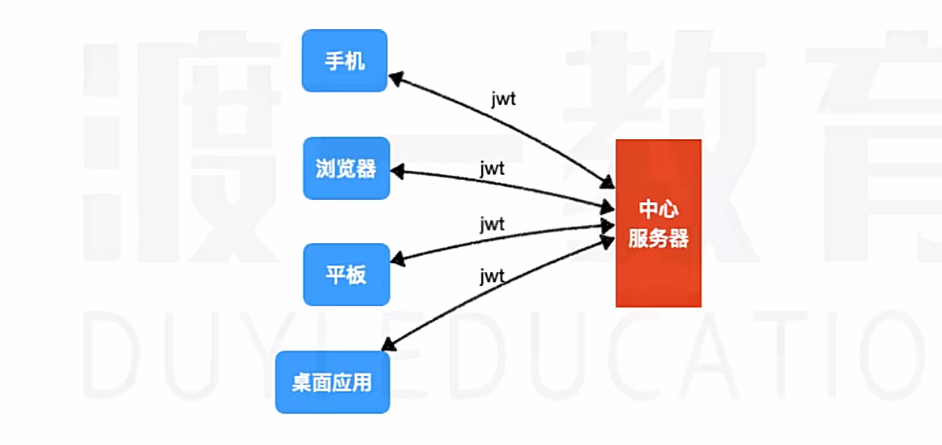 手机
jwt
浏览器
jwt
中心
服务器
jwt
平板
jwt
桌面应用
渡一教育
DUYI EDUCATIO